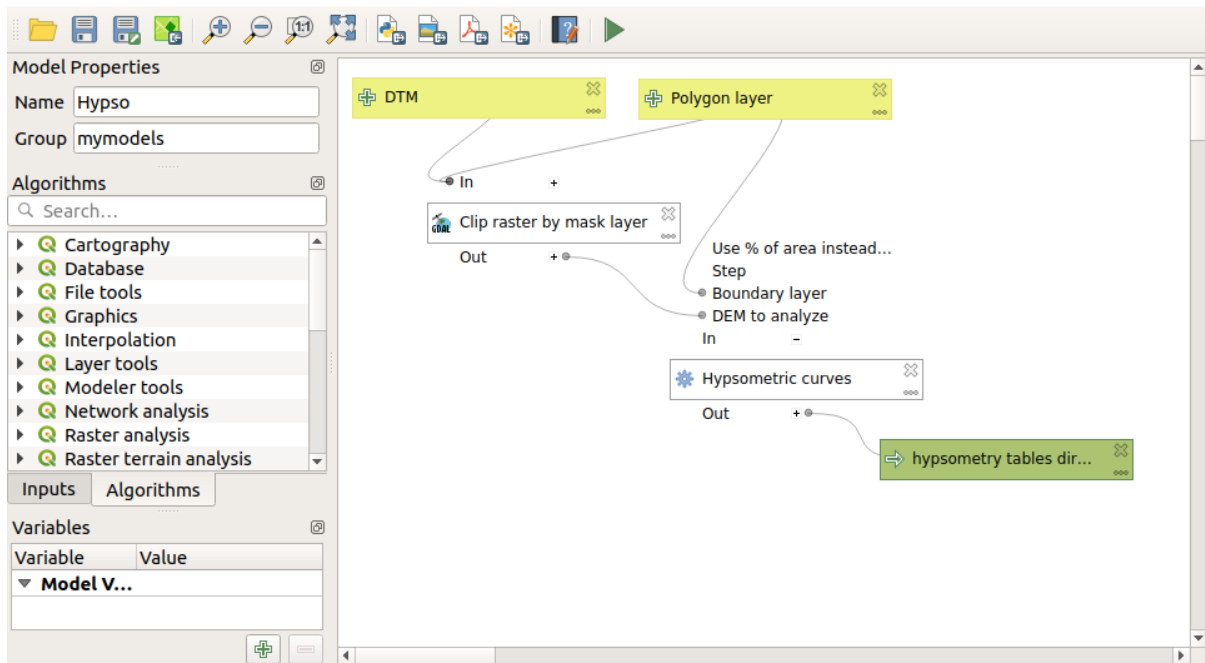 1:1
Model Properties
Name Hypso
Group mymodels
Algorithms
Search...
Cartography
Database
File tools
Graphics
Interpolation
Layer tools
Modeler tools
Network analysis
Raster analysis
Raster terrain analysis
Inputs Algorithms
Variables
Variable Value
Model V...
DTM
Polygon layer
In +
GDAL Clip raster by mask layer
Out +
Use % of area instead...
Step
Boundary layer
DEM to analyze
In −
Hypsometric curves
Out +
hypsometry tables dir...